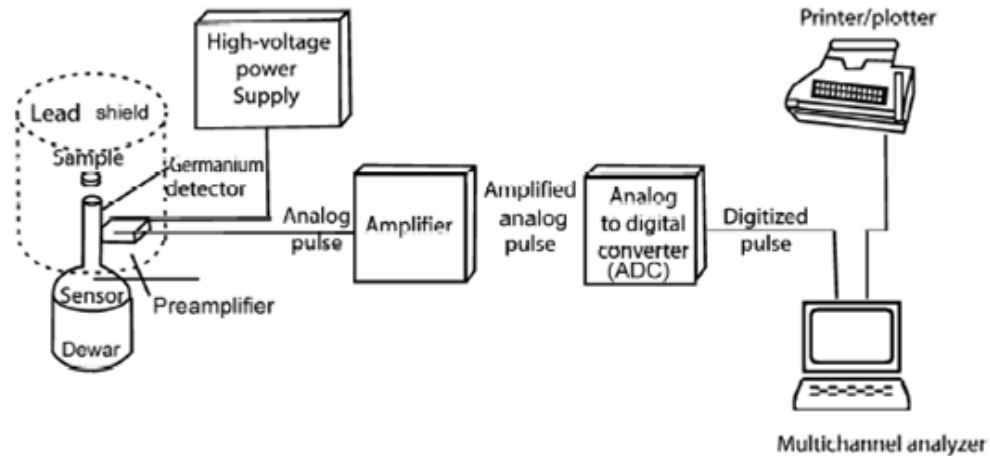 Printer/plotter
High-voltage
power
Supply
Lead shield
Sample
Germanium
detector
Analog
pulse
Amplifier
Amplified
analog
pulse
Analog
to digital
converter
(ADC)
Digitized
pulse
Sensor
Preamplifier
Dewar
Multichannel analyzer